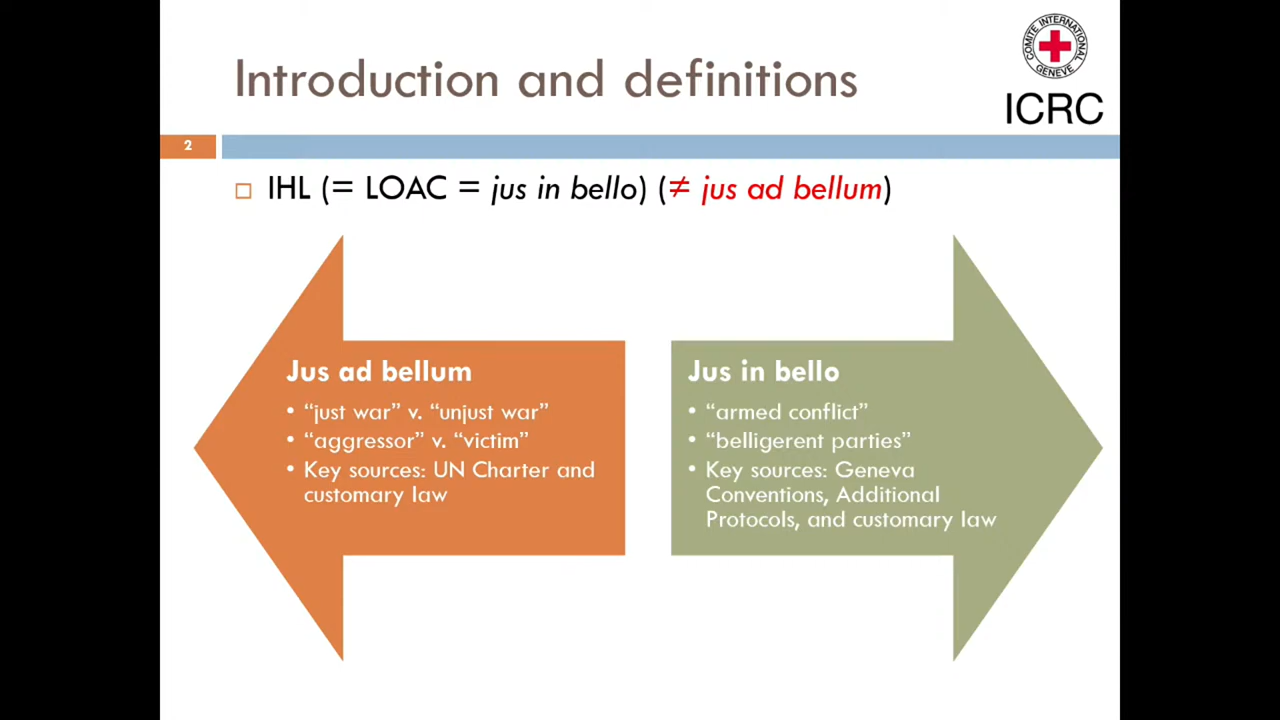 Introduction and definitions
COMITE INTERNATIONAL
GENEVE
ICRC
2
IHL (= LOAC = jus in bello) (≠ jus ad bellum)
Jus ad bellum
• “just war” v. “unjust war”
• “aggressor” v. “victim”
• Key sources: UN Charter and
customary law
Jus in bello
• “armed conflict”
• “belligerent parties”
• Key sources: Geneva
Conventions, Additional
Protocols, and customary law